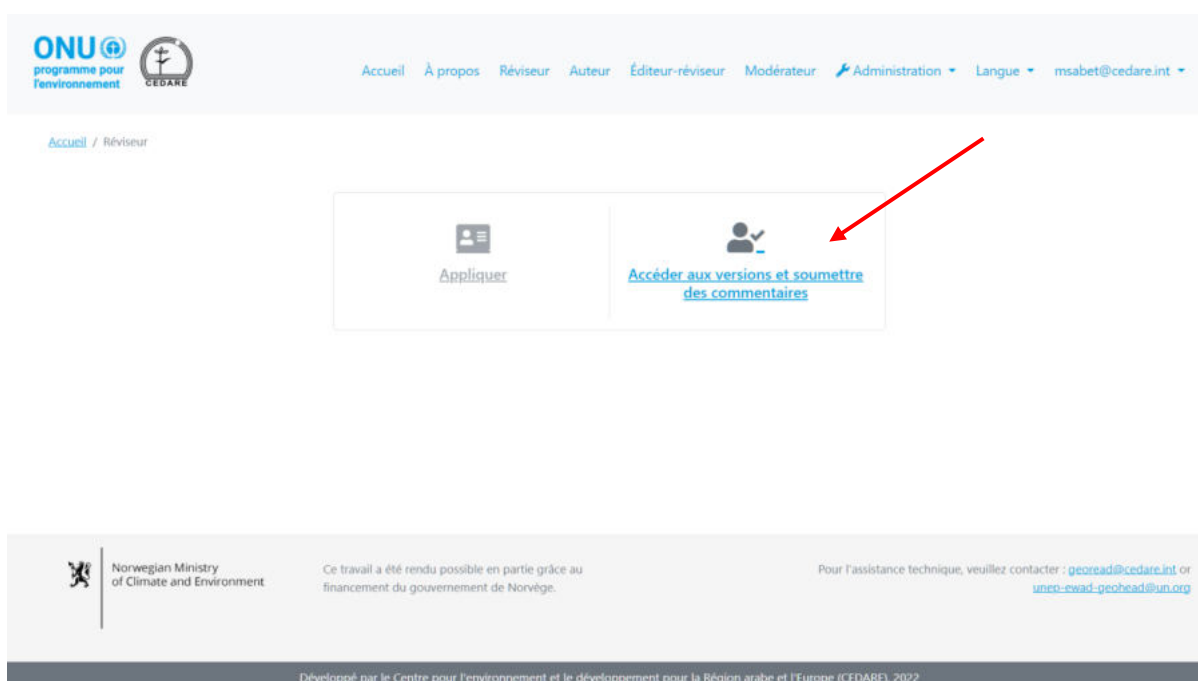 ONU
programme pour
l'environnement
CEDARE
Accueil À propos Réviseur Auteur Éditeur-réviseur Modérateur Administration Langue msabet@cedare.int
Accueil / Réviseur
Appliquer
Accéder aux versions et soumettre
des commentaires
Norwegian Ministry
of Climate and Environment
Ce travail a été rendu possible en partie grâce au
financement du gouvernement de Norvège.
Pour l'assistance technique, veuillez contacter : georead@cedare.int or
unep-ewad-geohead@un.org
Développé par le Centre pour l'environnement et le développement pour la Région arabe et l'Europe (CEDARE), 2022